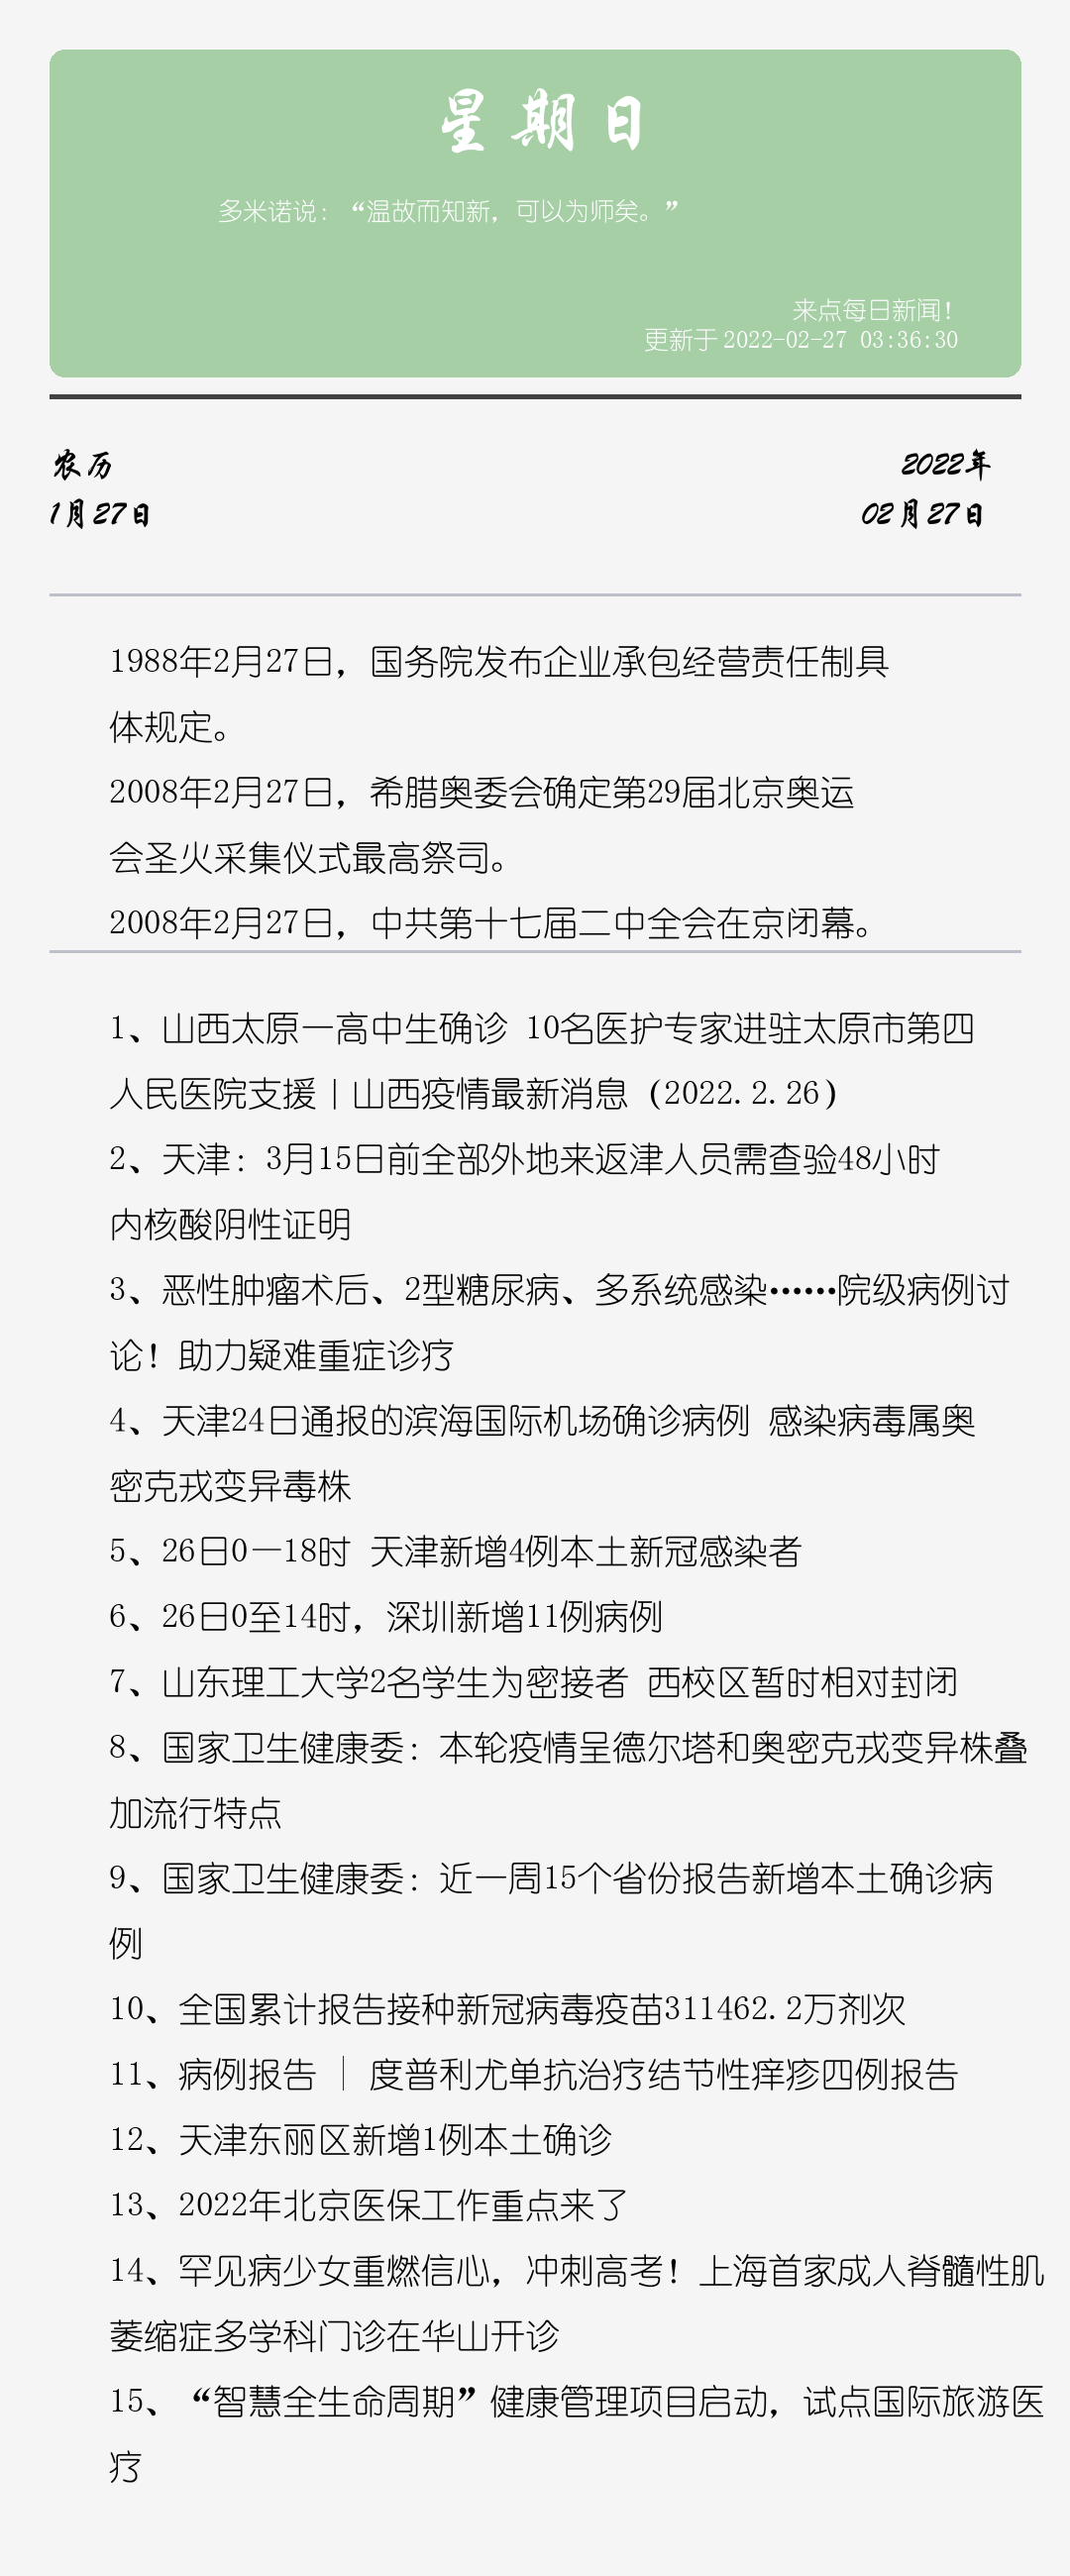 星期日
多米诺说：“温故而知新，可以为师矣。”
来点每日新闻！
更新于 2022-02-27 03:36:30
农历
2022年
1月27日
02月27日
1988年2月27日，国务院发布企业承包经营责任制具
体规定。
2008年2月27日，希腊奥委会确定第29届北京奥运
会圣火采集仪式最高祭司。
2008年2月27日，中共第十七届二中全会在京闭幕。
1、山西太原一高中生确诊 10名医护专家进驻太原市第四
人民医院支援丨山西疫情最新消息（2022.2.26）
2、天津：3月15日前全部外地来返津人员需查验48小时
内核酸阴性证明
3、恶性肿瘤术后、2型糖尿病、多系统感染……院级病例讨
论！助力疑难重症诊疗
4、天津24日通报的滨海国际机场确诊病例 感染病毒属奥
密克戎变异毒株
5、26日0—18时 天津新增4例本土新冠感染者
6、26日0至14时，深圳新增11例病例
7、山东理工大学2名学生为密接者 西校区暂时相对封闭
8、国家卫生健康委：本轮疫情呈德尔塔和奥密克戎变异株叠
加流行特点
9、国家卫生健康委：近一周15个省份报告新增本土确诊病
例
10、全国累计报告接种新冠病毒疫苗311462.2万剂次
11、病例报告 │ 度普利尤单抗治疗结节性痒疹四例报告
12、天津东丽区新增1例本土确诊
13、2022年北京医保工作重点来了
14、罕见病少女重燃信心，冲刺高考！上海首家成人脊髓性肌
萎缩症多学科门诊在华山开诊
15、“智慧全生命周期”健康管理项目启动，试点国际旅游医
疗